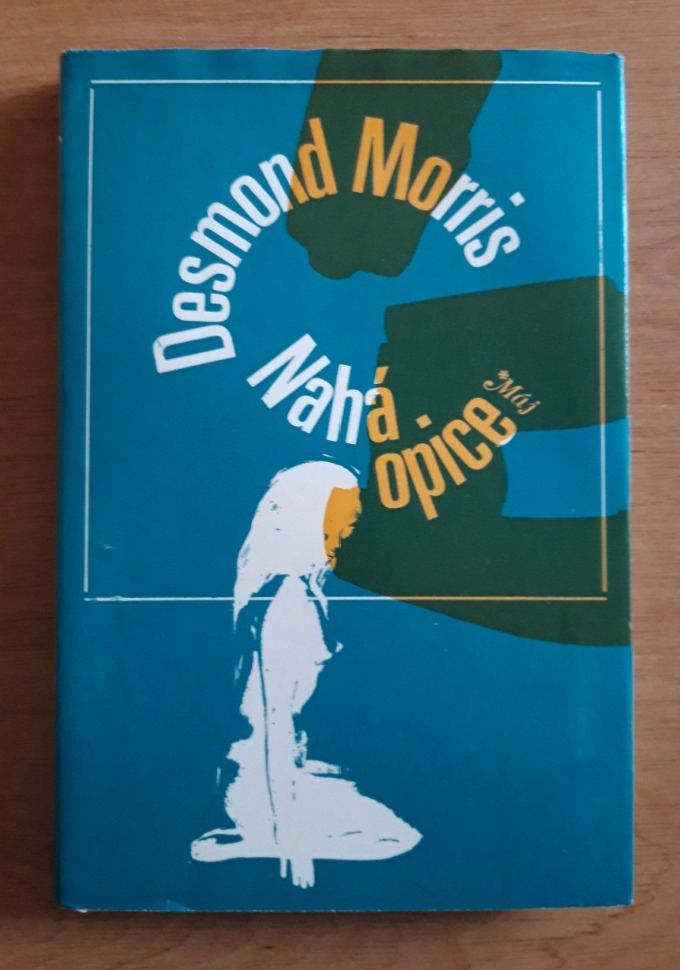 Desmond Morris
Nahá
opice
*Máj